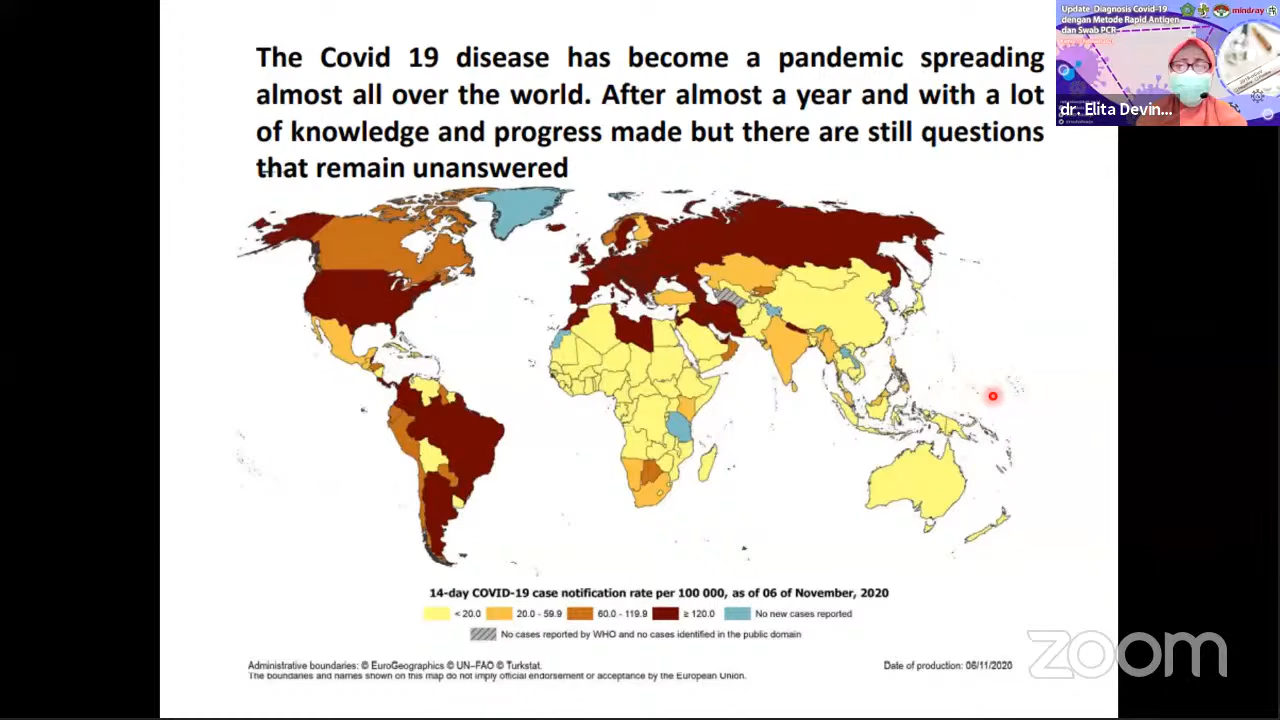 The Covid 19 disease has become a pandemic spreading
almost all over the world. After almost a year and with a lot
of knowledge and progress made but there are still questions
that remain unanswered
Update Diagnosis Covid-19
dengan Metode Rapid Antigen
dan Swab PCR
mindray
dr. Elita Devin...
14-day COVID-19 case notification rate per 100 000, as of 06 of November, 2020
< 20.0 20.0 - 59.9 60.0 - 119.9 ≥ 120.0 No new cases reported
No cases reported by WHO and no cases identified in the public domain
Administrative boundaries: © EuroGeographics © UN–FAO © Turkstat.
The boundaries and names shown on this map do not imply official endorsement or acceptance by the European Union.
Date of production: 06/11/2020
zoom